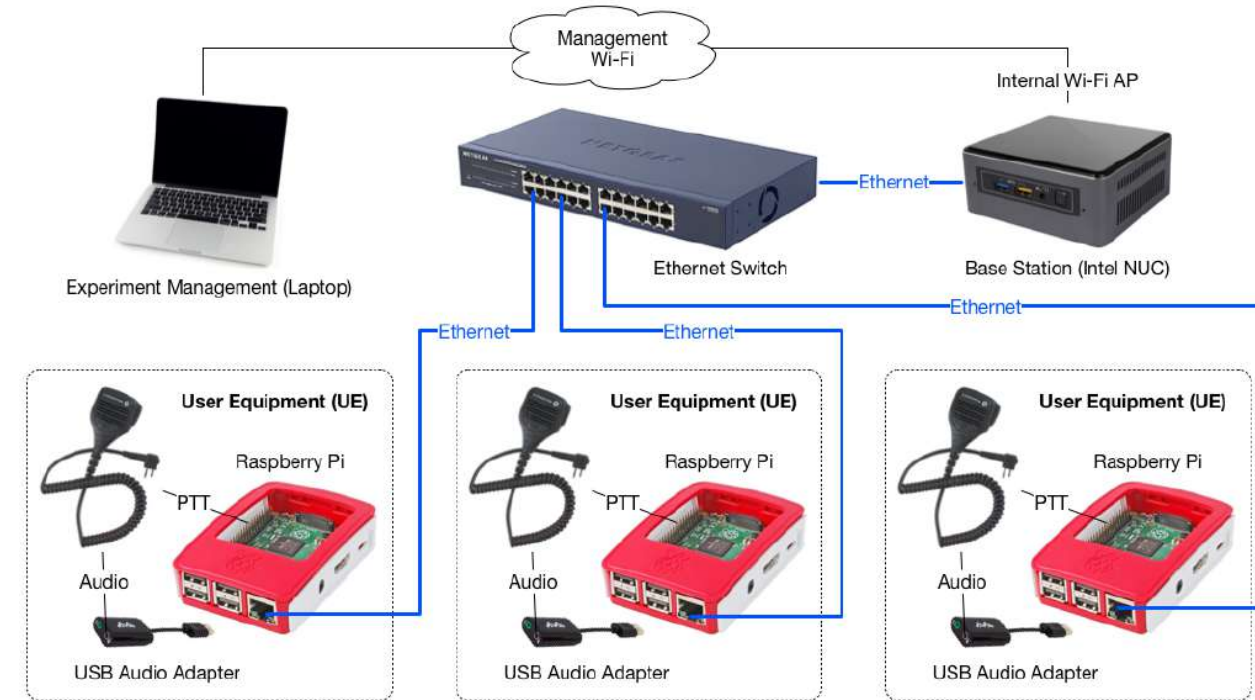 Management
Wi-Fi
Internal Wi-Fi AP
NETGEAR
NETGEAR
Ethernet
Ethernet Switch
Base Station (Intel NUC)
Experiment Management (Laptop)
Ethernet
Ethernet
Ethernet
User Equipment (UE)
User Equipment (UE)
User Equipment (UE)
Raspberry Pi
Raspberry Pi
Raspberry Pi
PTT
PTT
PTT
Audio
Audio
Audio
USB Audio Adapter
USB Audio Adapter
USB Audio Adapter